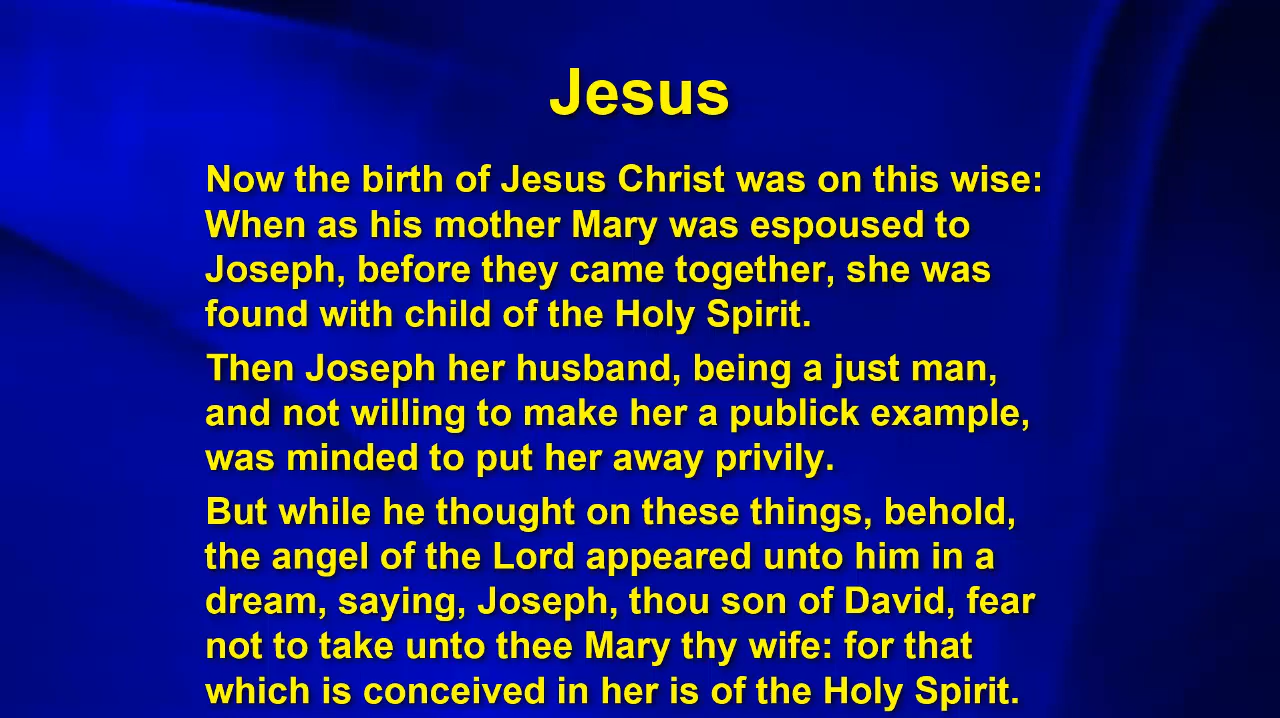 Jesus
Now the birth of Jesus Christ was on this wise:
When as his mother Mary was espoused to
Joseph, before they came together, she was
found with child of the Holy Spirit.
Then Joseph her husband, being a just man,
and not willing to make her a publick example,
was minded to put her away privily.
But while he thought on these things, behold,
the angel of the Lord appeared unto him in a
dream, saying, Joseph, thou son of David, fear
not to take unto thee Mary thy wife: for that
which is conceived in her is of the Holy Spirit.